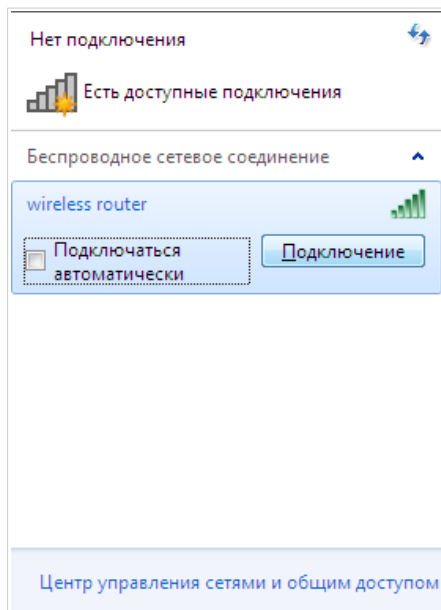 Нет подключения
Есть доступные подключения
Беспроводное сетевое соединение
wireless router
Подключаться
автоматически
Подключение
Центр управления сетями и общим доступом